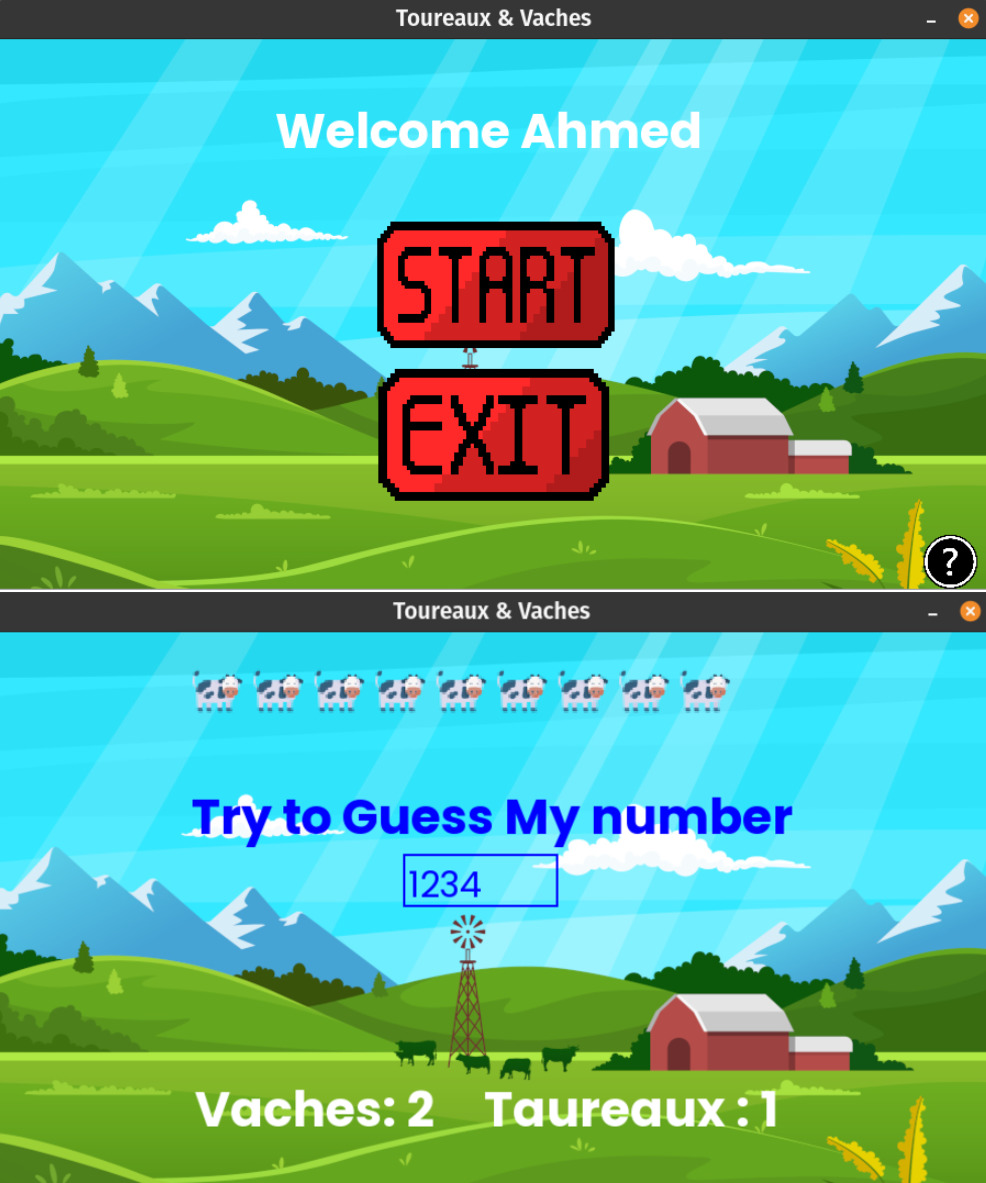 Toureaux & Vaches
Welcome Ahmed
START
EXIT
?
Toureaux & Vaches
Try to Guess My number
1234
Vaches: 2 Taureaux : 1